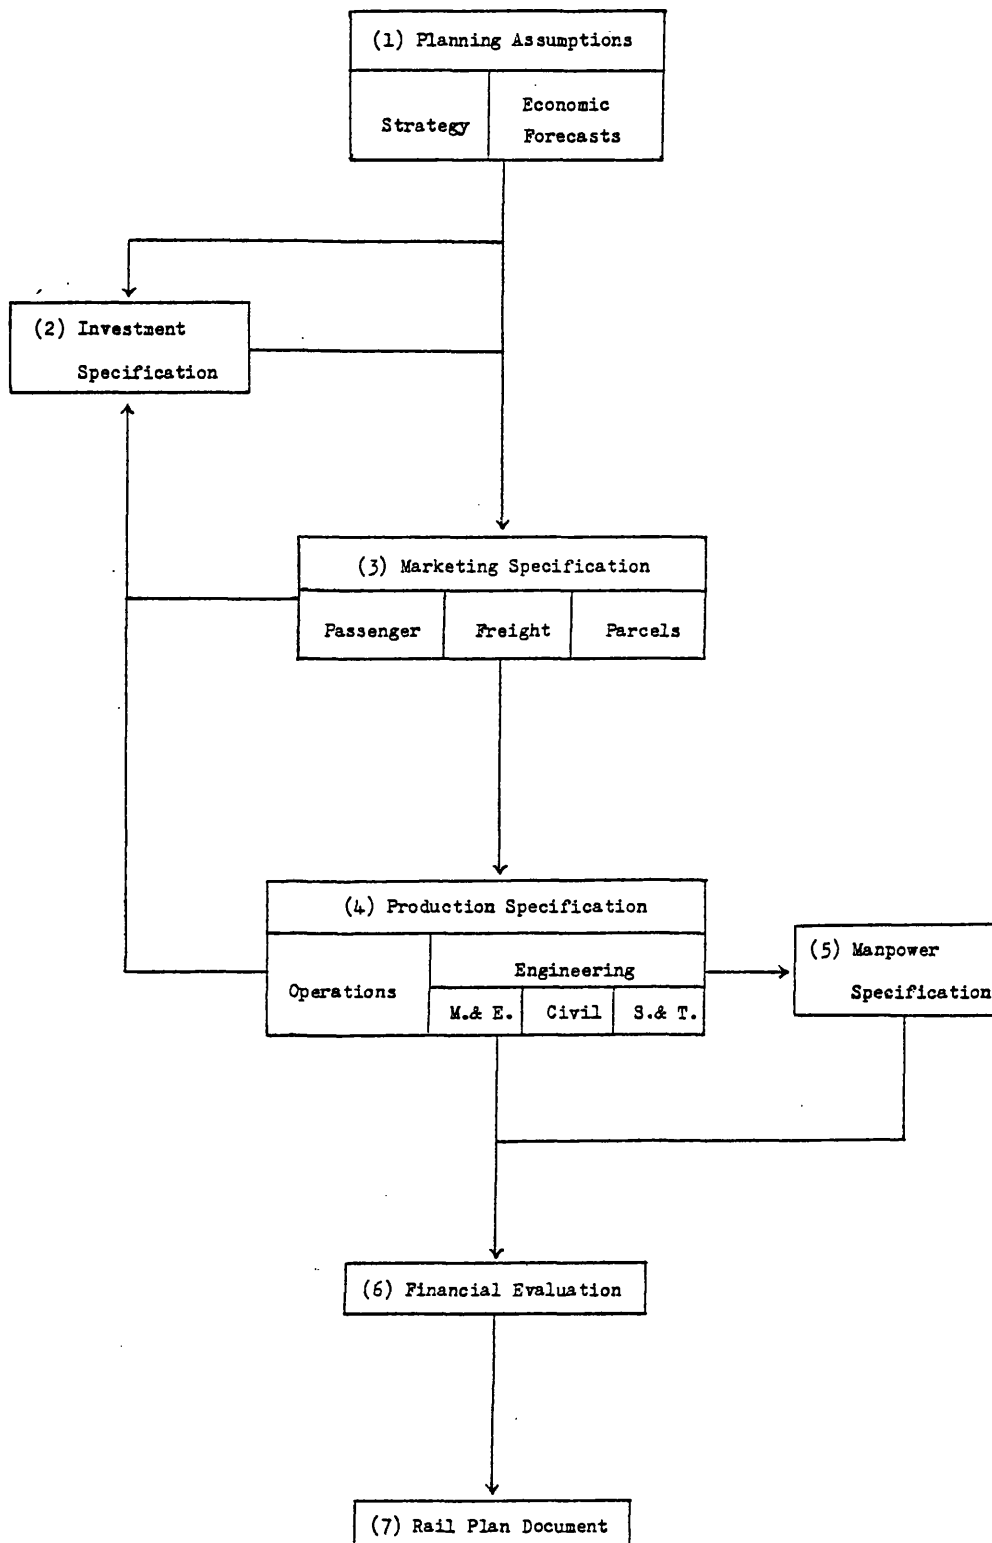 (1) Planning Assumptions
Strategy
Economic
Forecasts
(2) Investment
Specification
(3) Marketing Specification
Passenger
Freight
Parcels
(4) Production Specification
Operations
Engineering
M.& E.
Civil
S.& T.
(5) Manpower
Specification
(6) Financial Evaluation
(7) Rail Plan Document